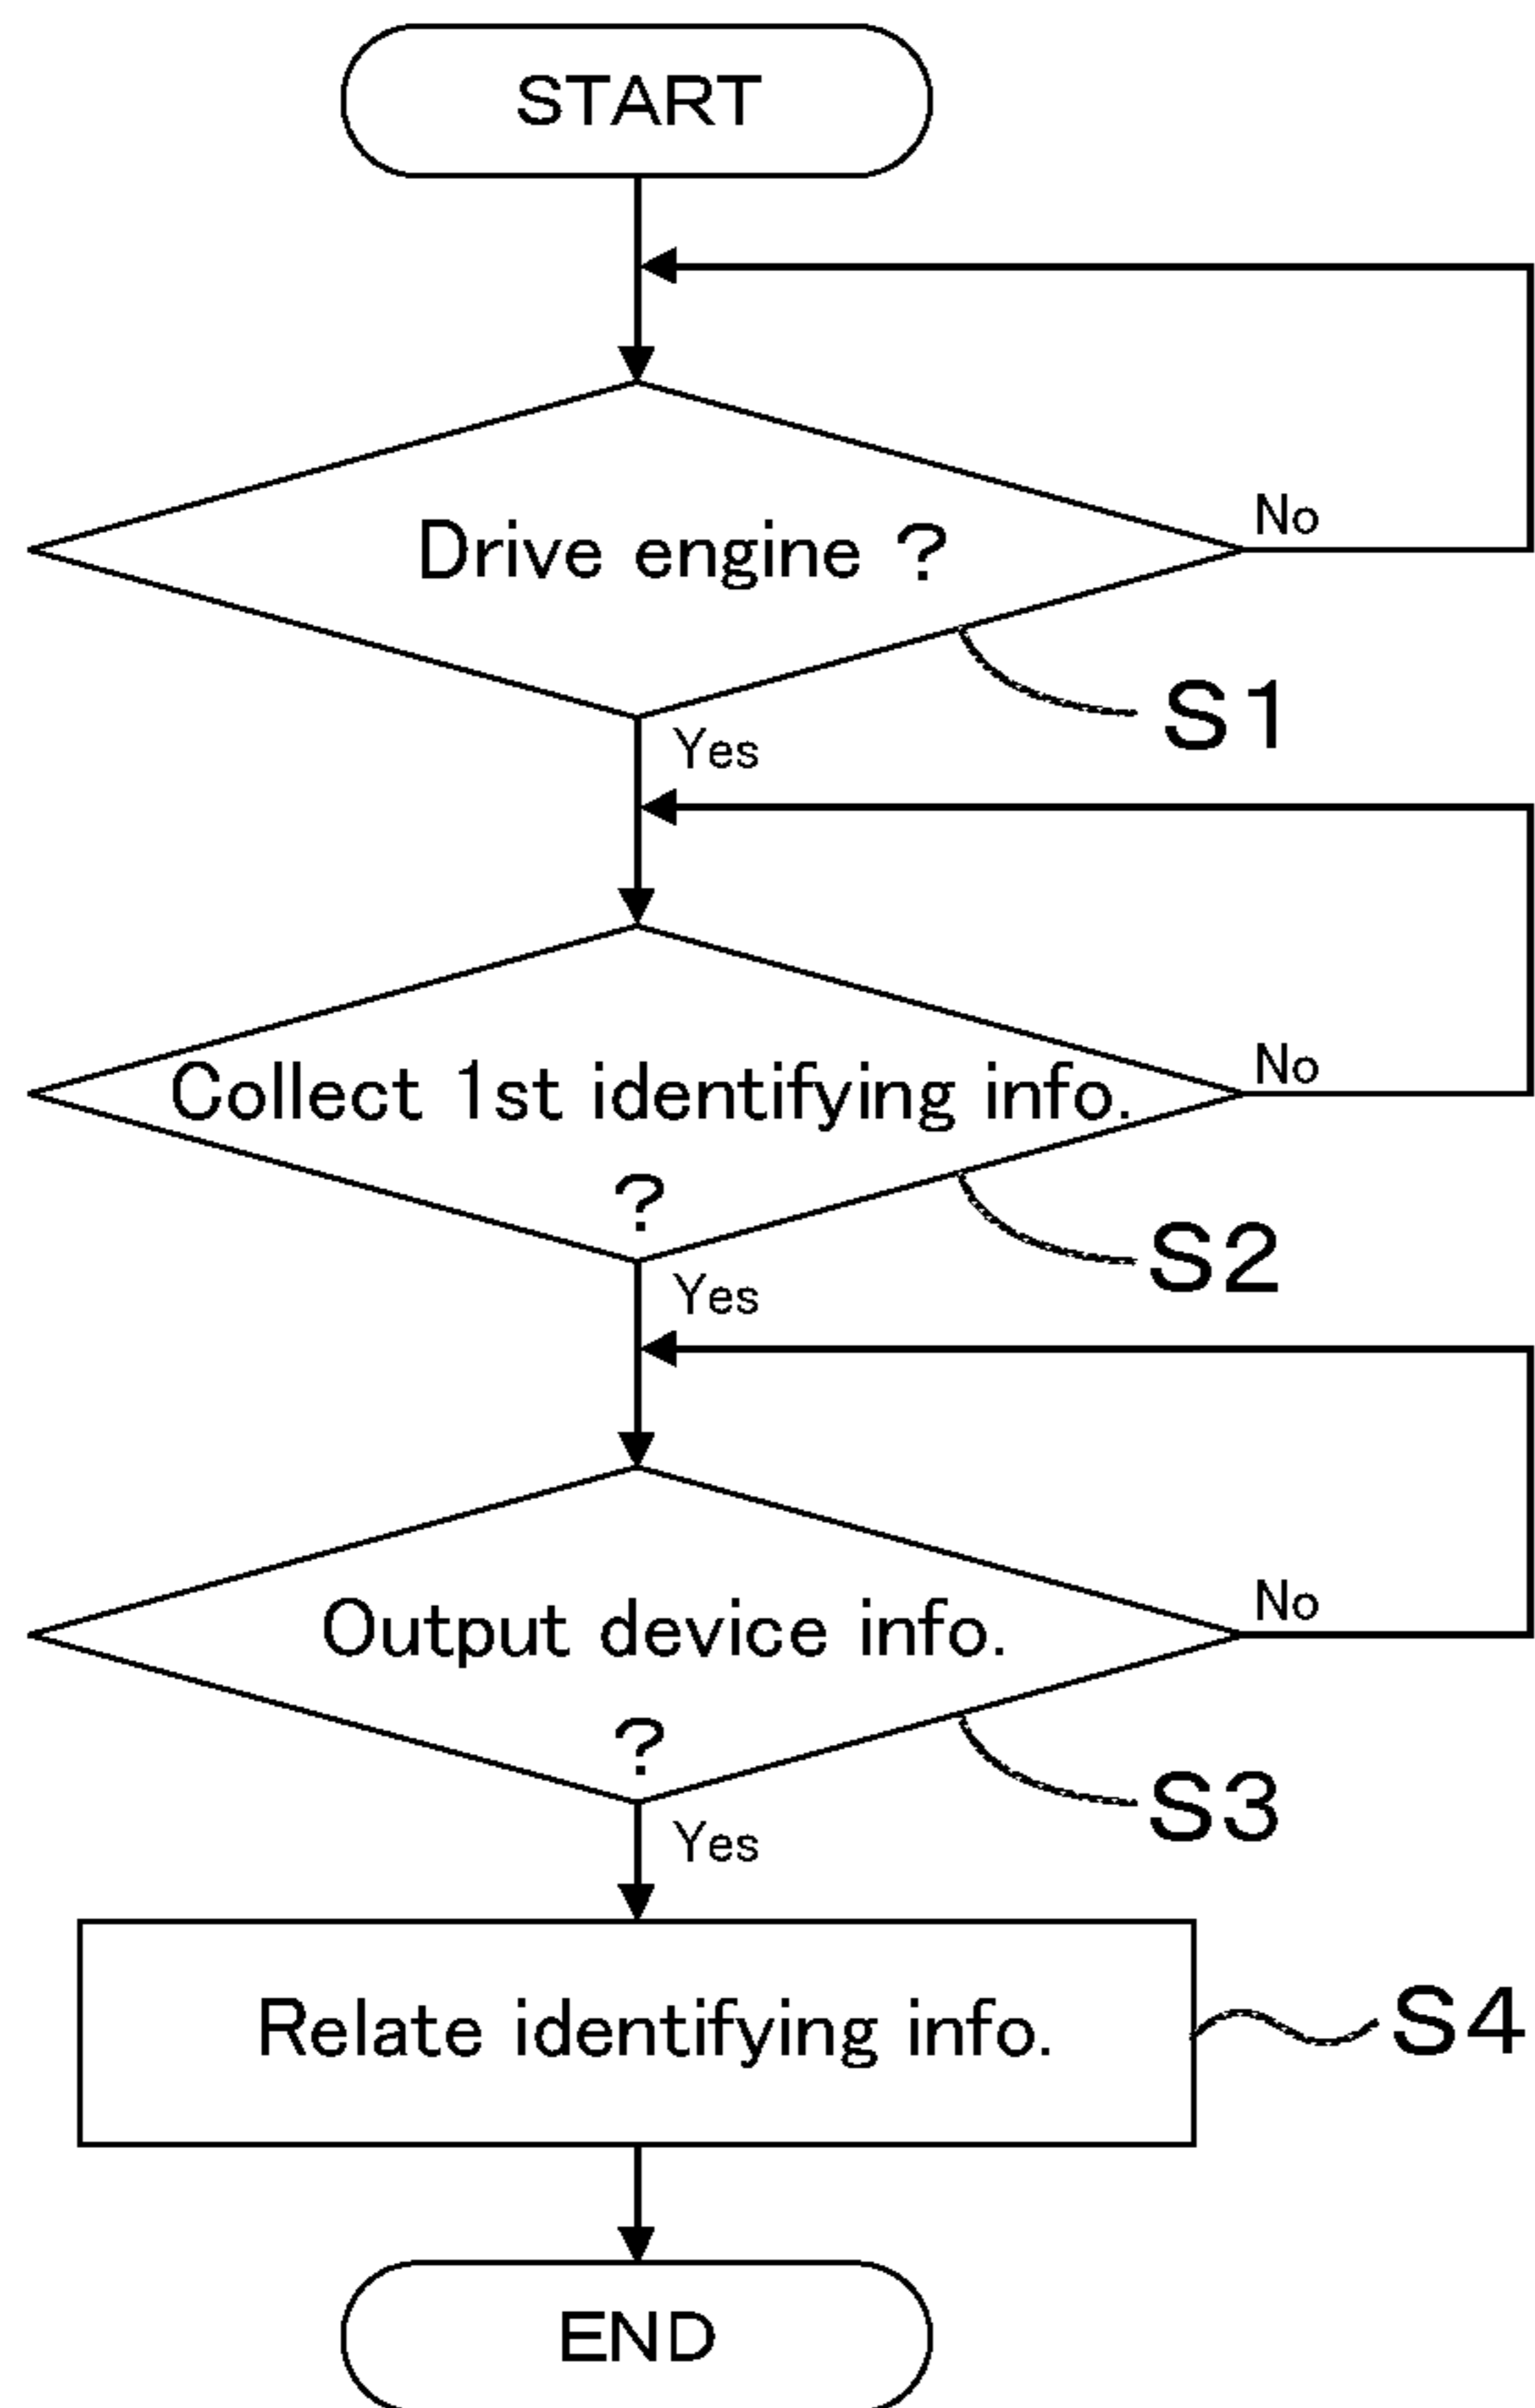 START
Drive engine ?
No
S1
Yes
Collect 1st identifying info.
?
No
S2
Yes
Output device info.
?
No
S3
Yes
Relate identifying info.
S4
END